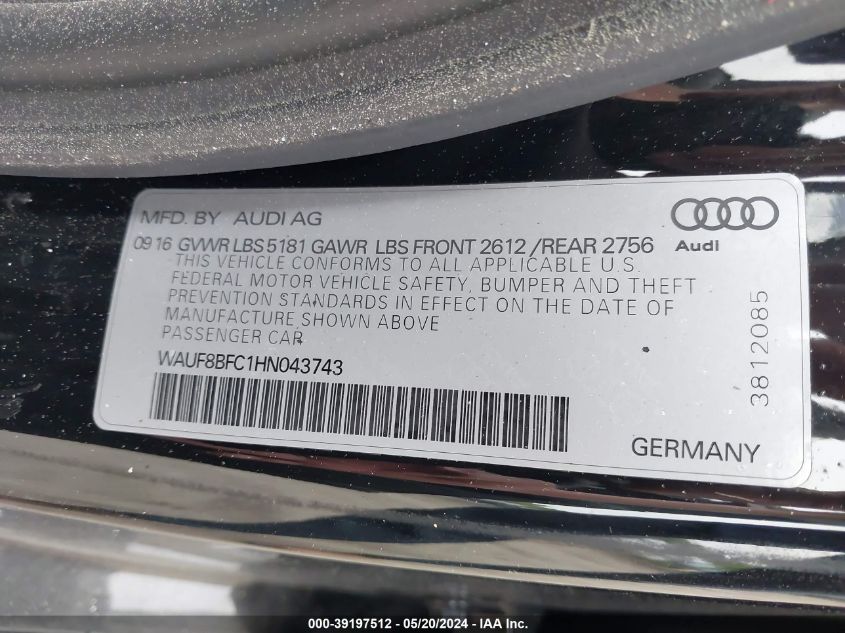 MFD. BY AUDI AG
09 16 GVWR LBS 5181 GAWR LBS FRONT 2612 /REAR 2756
Audi
THIS VEHICLE CONFORMS TO ALL APPLICABLE U.S.
FEDERAL MOTOR VEHICLE SAFETY, BUMPER AND THEFT
PREVENTION STANDARDS IN EFFECT ON THE DATE OF
MANUFACTURE SHOWN ABOVE
PASSENGER CAR
WAUF8BFC1HN043743
3812085
GERMANY
000-39197512 - 05/20/2024 - IAA Inc.